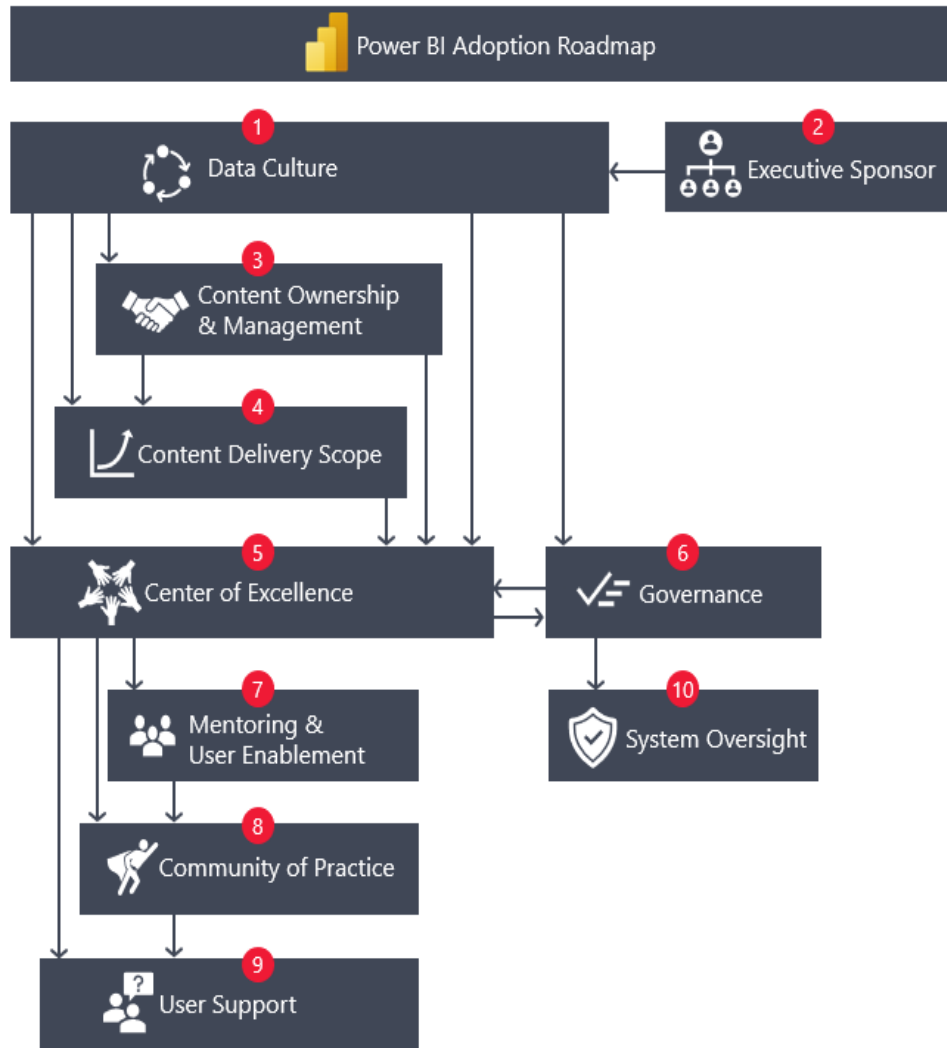 Power BI Adoption Roadmap
1
Data Culture
2
Executive Sponsor
3
Content Ownership
& Management
4
Content Delivery Scope
5
Center of Excellence
6
Governance
7
Mentoring &
User Enablement
10
System Oversight
8
Community of Practice
9
?
User Support